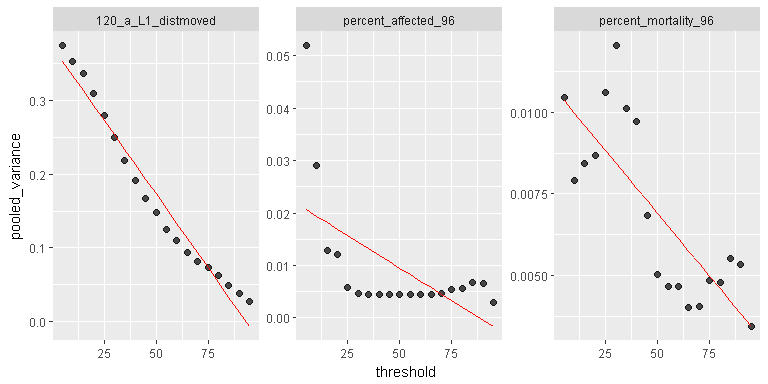 120_a_L1_distmoved
percent_affected_96
percent_mortality_96
pooled_variance
0.3
0.2
0.1
0.0
0.05
0.04
0.03
0.02
0.01
0.00
0.0100
0.0075
0.0050
25 50 75
25 50 75
25 50 75
threshold